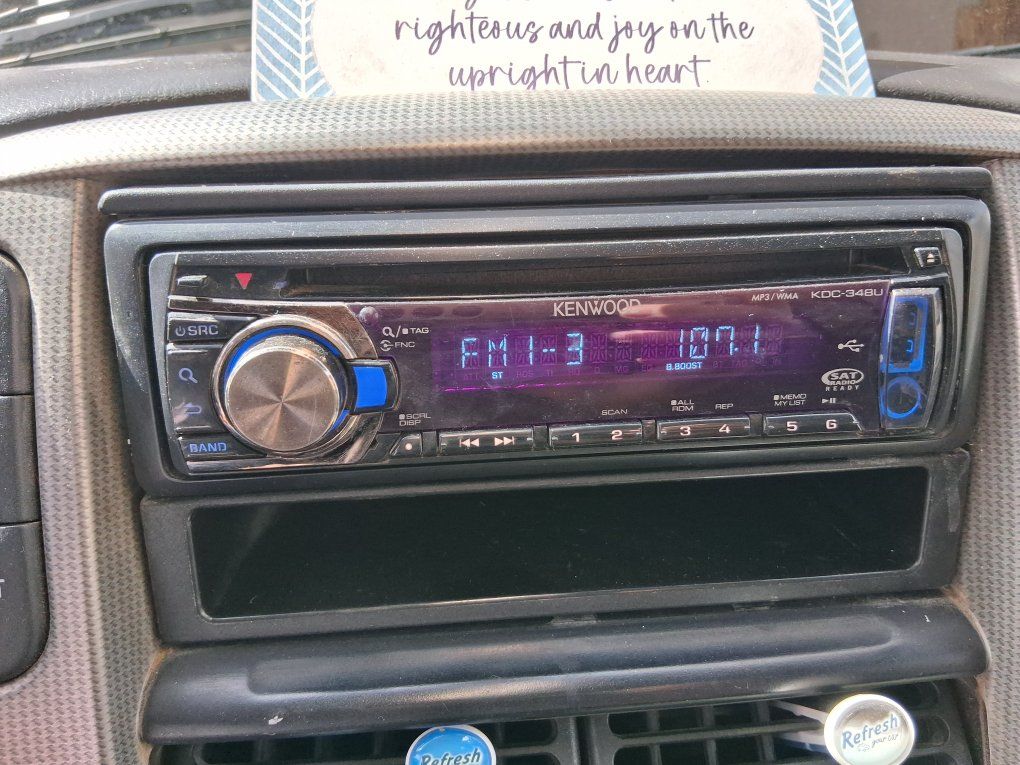 righteous and joy on the
upright in heart.
KENWOOD
MP3/WMA KDC-348U
SRC
TAG
FNC
FM1-3 107.1
ST
B.BOOST
SAT
RADIO
READY
BAND
SCRL
DISP
SCAN
ALL
RDM
REP
MEMO
MY LIST
1 2 3 4 5 6
Refresh
Refresh
your car!